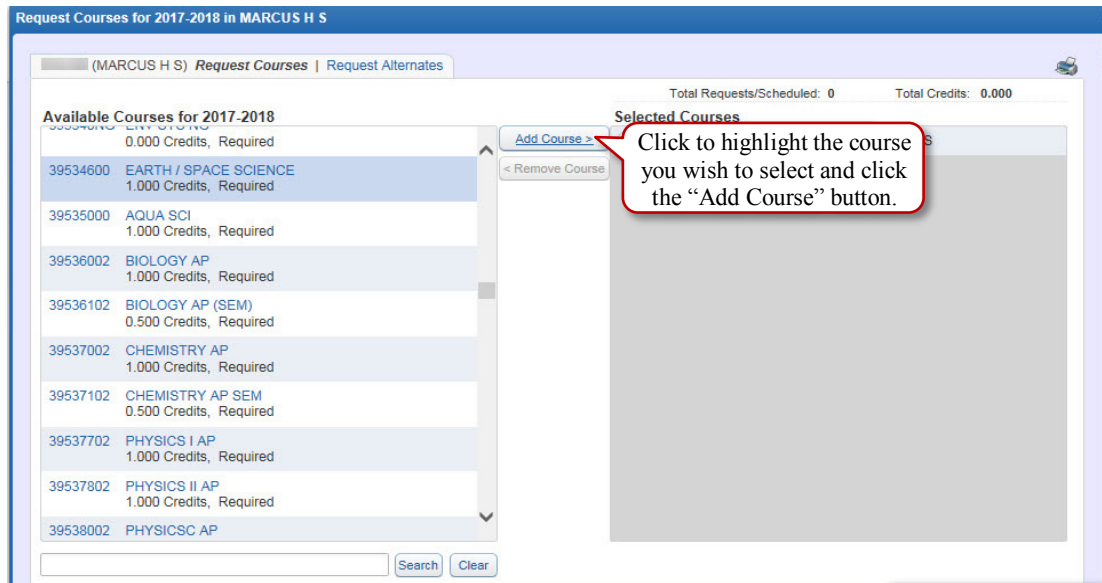 Request Courses for 2017-2018 in MARCUS H S
(MARCUS H S) Request Courses | Request Alternates
Total Requests/Scheduled: 0 Total Credits: 0.000
Available Courses for 2017-2018
Selected Courses
0.000 Credits, Required
39534600 EARTH / SPACE SCIENCE
1.000 Credits, Required
39535000 AQUA SCI
1.000 Credits, Required
39536002 BIOLOGY AP
1.000 Credits, Required
39536102 BIOLOGY AP (SEM)
0.500 Credits, Required
39537002 CHEMISTRY AP
1.000 Credits, Required
39537102 CHEMISTRY AP SEM
0.500 Credits, Required
39537702 PHYSICS I AP
1.000 Credits, Required
39537802 PHYSICS II AP
1.000 Credits, Required
39538002 PHYSICSC AP
Search Clear
Add Course >
< Remove Course
Click to highlight the course
you wish to select and click
the “Add Course” button.
S